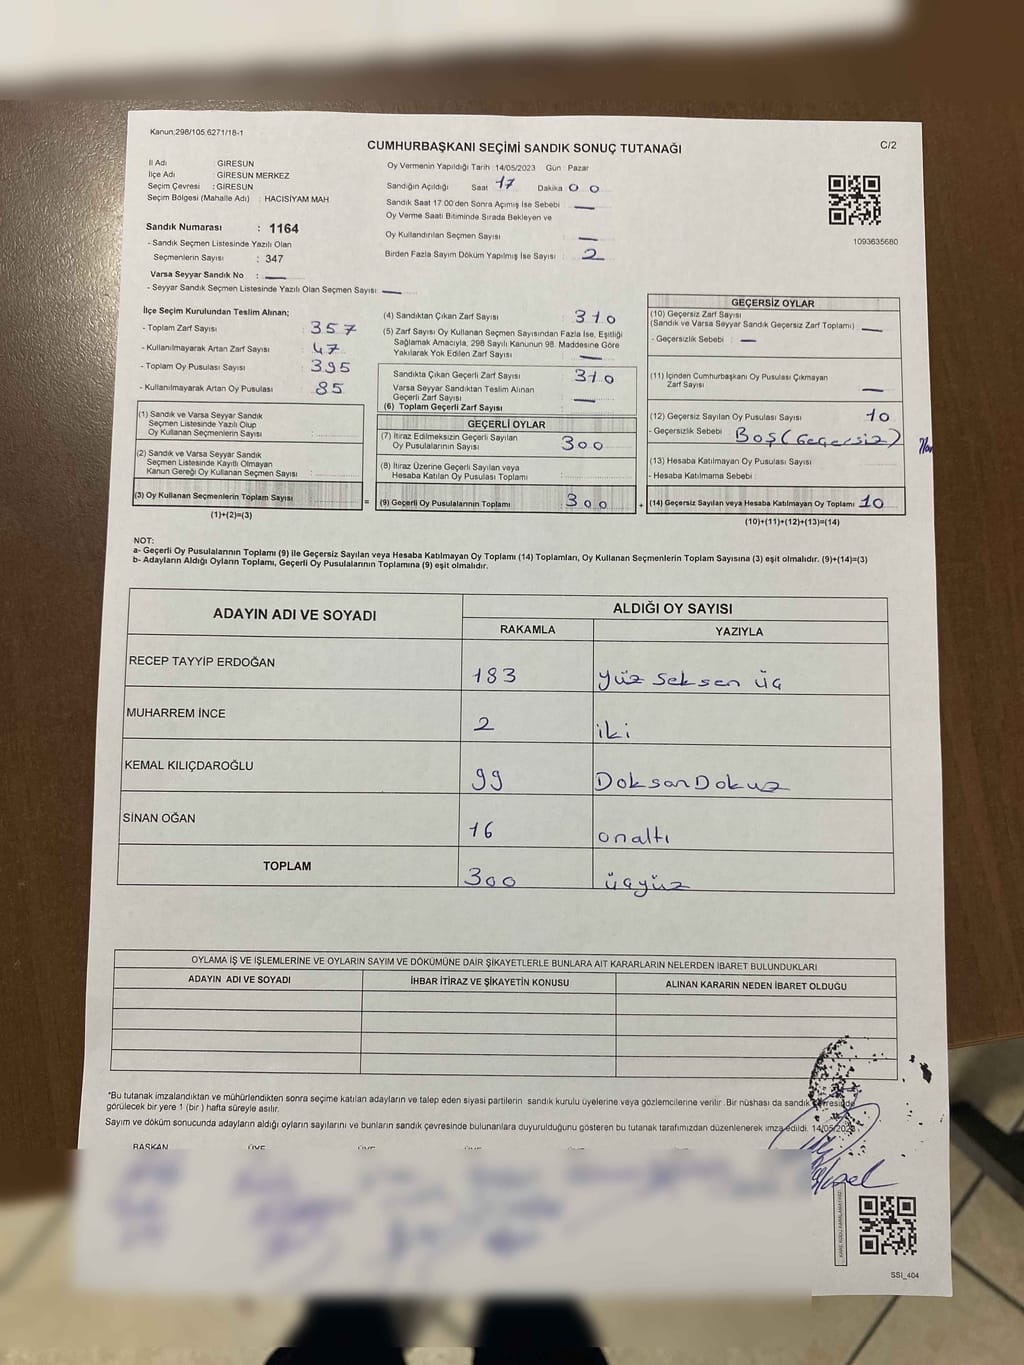 Kanun;298/105 6271/18-1
CUMHURBAŞKANI SEÇİMİ SANDIK SONUÇ TUTANAĞI
C/2
İl Adı : GİRESUN
İlçe Adı : GİRESUN MERKEZ
Seçim Çevresi : GİRESUN
Seçim Bölgesi (Mahalle Adı) : HACISİYAM MAH
Oy Vermenin Yapıldığı Tarih 14/05/2023 Gün : Pazar
Sandığın Açıldığı Saat 17 Dakika 00
Sandık Saat 17:00'den Sonra Açımış İse Sebebi —
Oy Verme Saati Bitiminde Sırada Bekleyen ve
Oy Kullandırılan Seçmen Sayısı : —
Birden Fazla Sayım Döküm Yapılmış İse Sayısı : 2
1093635680
Sandık Numarası : 1164
- Sandık Seçmen Listesinde Yazılı Olan
Seçmenlerin Sayısı : 347
Varsa Seyyar Sandık No : —
- Seyyar Sandık Seçmen Listesinde Yazılı Olan Seçmen Sayısı: —
İlçe Seçim Kurulundan Teslim Alınan;
- Toplam Zarf Sayısı : 357
- Kullanılmayarak Artan Zarf Sayısı : 47
- Toplam Oy Pusulası Sayısı : 395
- Kullanılmayarak Artan Oy Pusulası : 85
(1) Sandık ve Varsa Seyyar Sandık
Seçmen Listesinde Yazılı Olup
Oy Kullanan Seçmenlerin Sayısı :
(2) Sandık ve Varsa Seyyar Sandık
Seçmen Listesinde Kayıtlı Olmayan
Kanun Gereği Oy Kullanan Seçmen Sayısı :
(3) Oy Kullanan Seçmenlerin Toplam Sayısı
(1)+(2)=(3)
(4) Sandıktan Çıkan Zarf Sayısı : 310
(5) Zarf Sayısı Oy Kullanan Seçmen Sayısından Fazla İse, Eşitliği
Sağlamak Amacıyla, 298 Sayılı Kanunun 98. Maddesine Göre
Yakılarak Yok Edilen Zarf Sayısı : —
Sandıkta Çıkan Geçerli Zarf Sayısı : 310
Varsa Seyyar Sandıktan Teslim Alınan
Geçerli Zarf Sayısı : —
(6) Toplam Geçerli Zarf Sayısı :
GEÇERLİ OYLAR
(7) İtiraz Edilmeksizin Geçerli Sayılan
Oy Pusulalarının Sayısı : 300
(8) İtiraz Üzerine Geçerli Sayılan veya
Hesaba Katılan Oy Pusulası Toplamı :
= (9) Geçerli Oy Pusulalarının Toplamı 300
GEÇERSİZ OYLAR
(10) Geçersiz Zarf Sayısı
(Sandık ve Varsa Seyyar Sandık Geçersiz Zarf Toplamı) : —
- Geçersizlik Sebebi : —
(11) İçinden Cumhurbaşkanı Oy Pusulası Çıkmayan
Zarf Sayısı : —
(12) Geçersiz Sayılan Oy Pusulası Sayısı : 10
- Geçersizlik Sebebi : Boş (Geçersiz)
(13) Hesaba Katılmayan Oy Pusulası Sayısı :
- Hesaba Katılmama Sebebi :
+ (14) Geçersiz Sayılan veya Hesaba Katılmayan Oy Toplamı 10
(10)+(11)+(12)+(13)=(14)
NOT:
a- Geçerli Oy Pusulalarının Toplamı (9) ile Geçersiz Sayılan veya Hesaba Katılmayan Oy Toplamı (14) Toplamları, Oy Kullanan Seçmenlerin Toplam Sayısına (3) eşit olmalıdır. (9)+(14)=(3)
b- Adayların Aldığı Oyların Toplamı, Geçerli Oy Pusulalarının Toplamına (9) eşit olmalıdır.
ADAYIN ADI VE SOYADI
ALDIĞI OY SAYISI
RAKAMLA YAZIYLA
RECEP TAYYİP ERDOĞAN 183 yüz seksen üç
MUHARREM İNCE 2 iki
KEMAL KILIÇDAROĞLU 99 Doksan Dokuz
SİNAN OĞAN 16 onaltı
TOPLAM 300 üçyüz
OYLAMA İŞ VE İŞLEMLERİNE VE OYLARIN SAYIM VE DÖKÜMÜNE DAİR ŞİKAYETLERLE BUNLARA AİT KARARLARIN NELERDEN İBARET BULUNDUKLARI
ADAYIN ADI VE SOYADI İHBAR İTİRAZ VE ŞİKAYETİN KONUSU ALINAN KARARIN NEDEN İBARET OLDUĞU
*Bu tutanak imzalandıktan ve mühürlendikten sonra seçime katılan adayların ve talep eden siyasi partilerin sandık kurulu üyelerine veya gözlemcilerine verilir. Bir nüshası da sandık çevresinde
görülecek bir yere 1 (bir ) hafta süreyle asılır.
Sayım ve döküm sonucunda adayların aldığı oyların sayılarını ve bunların sandık çevresinde bulunanlara duyurulduğunu gösteren bu tutanak tarafımızdan düzenlenerek imza edildi. 14/05/2023
BAŞKAN ÜYE ÜYE ÜYE ÜYE
SSİ_404